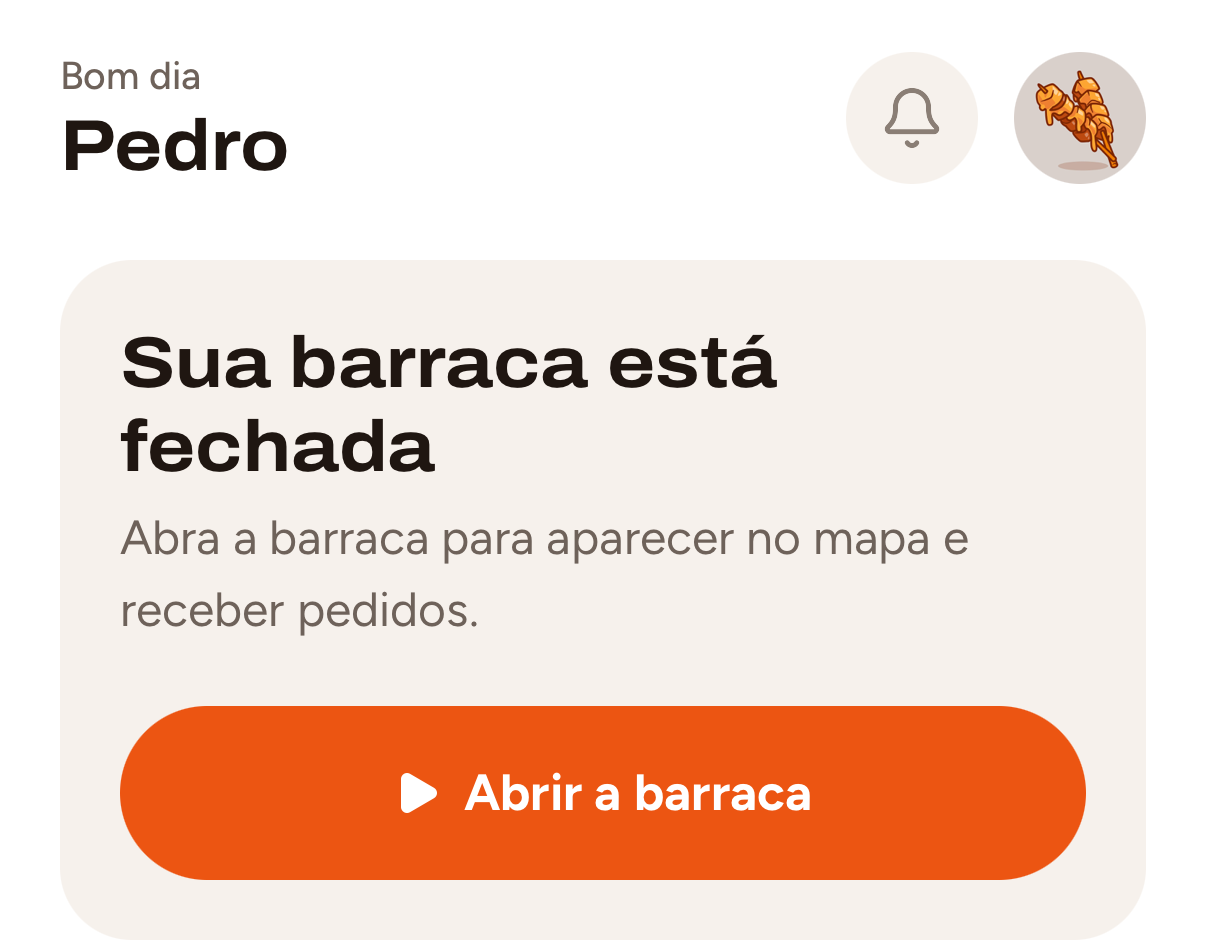 Bom dia
Pedro
Sua barraca está
fechada
Abra a barraca para aparecer no mapa e
receber pedidos.
Abrir a barraca